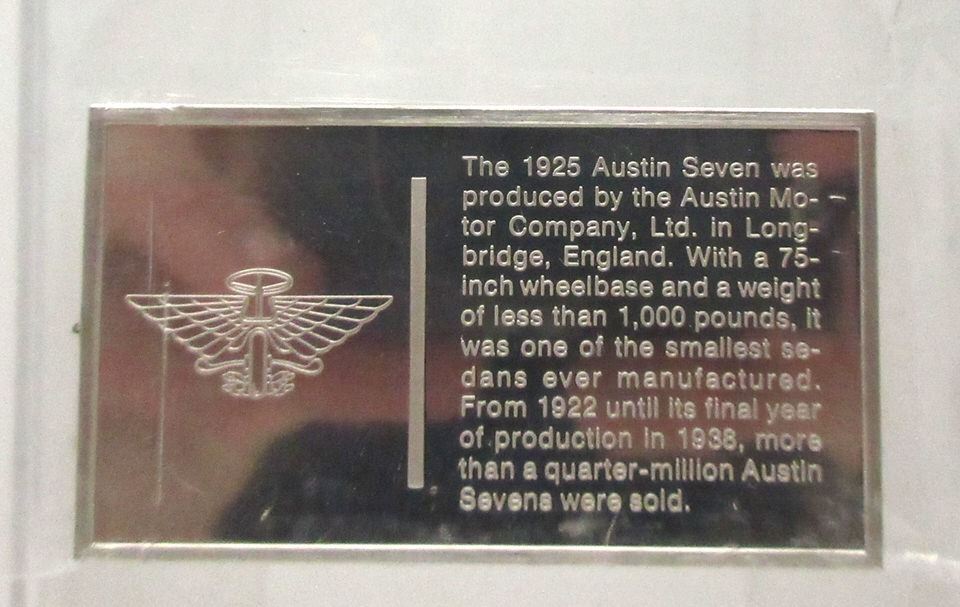 The 1925 Austin Seven was
produced by the Austin Mo-
tor Company, Ltd. in Long-
bridge, England. With a 75-
inch wheelbase and a weight
of less than 1,000 pounds, it
was one of the smallest se-
dans ever manufactured.
From 1922 until its final year
of production in 1938, more
than a quarter-million Austin
Sevens were sold.